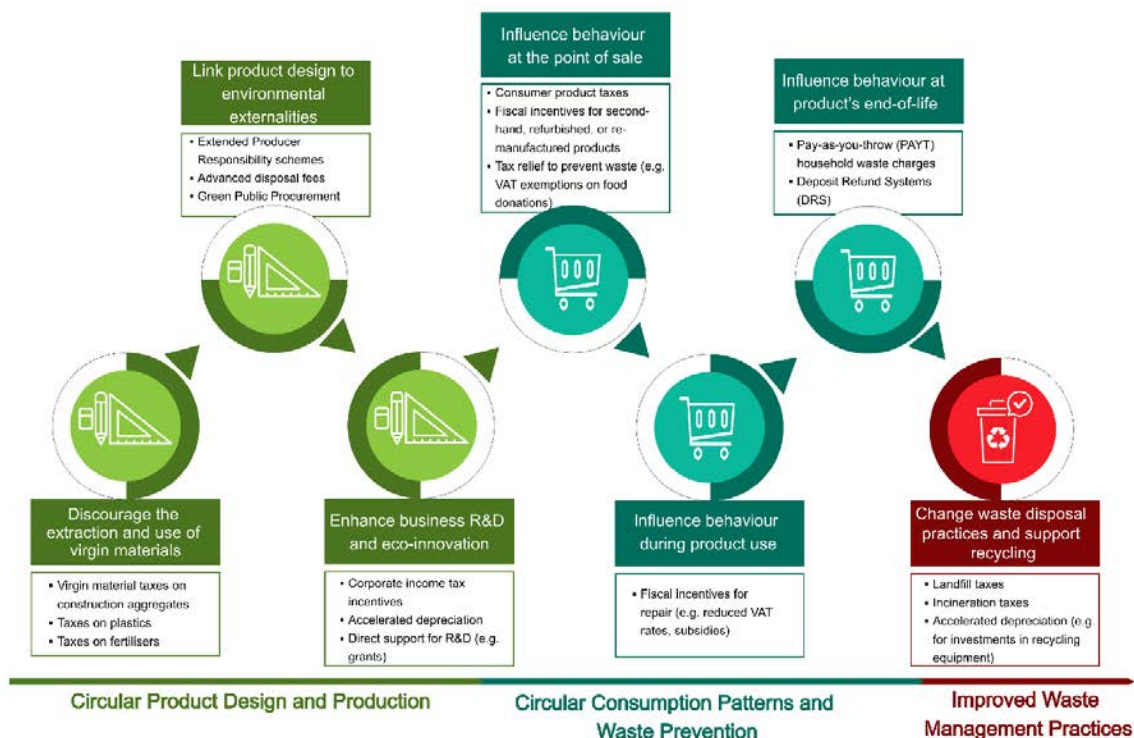 Link product design to
environmental
externalities
▪ Extended Producer
Responsibility schemes
▪ Advanced disposal fees
▪ Green Public Procurement
Influence behaviour
at the point of sale
▪ Consumer product taxes
▪ Fiscal incentives for second-
hand, refurbished, or re-
manufactured products
▪ Tax relief to prevent waste (e.g.
VAT exemptions on food
donations)
Influence behaviour at
product's end-of-life
▪ Pay-as-you-throw (PAYT)
household waste charges
▪ Deposit Refund Systems
(DRS)
Discourage the
extraction and use of
virgin materials
▪ Virgin material taxes on
construction aggregates
▪ Taxes on plastics
▪ Taxes on fertilisers
Enhance business R&D
and eco-innovation
▪ Corporate income tax
incentives
▪ Accelerated depreciation
▪ Direct support for R&D (e.g.
grants)
Influence behaviour
during product use
▪ Fiscal incentives for
repair (e.g. reduced VAT
rates, subsidies)
Change waste disposal
practices and support
recycling
▪ Landfill taxes
▪ Incineration taxes
▪ Accelerated depreciation (e.g.
for investments in recycling
equipment)
Circular Product Design and Production
Circular Consumption Patterns and
Waste Prevention
Improved Waste
Management Practices